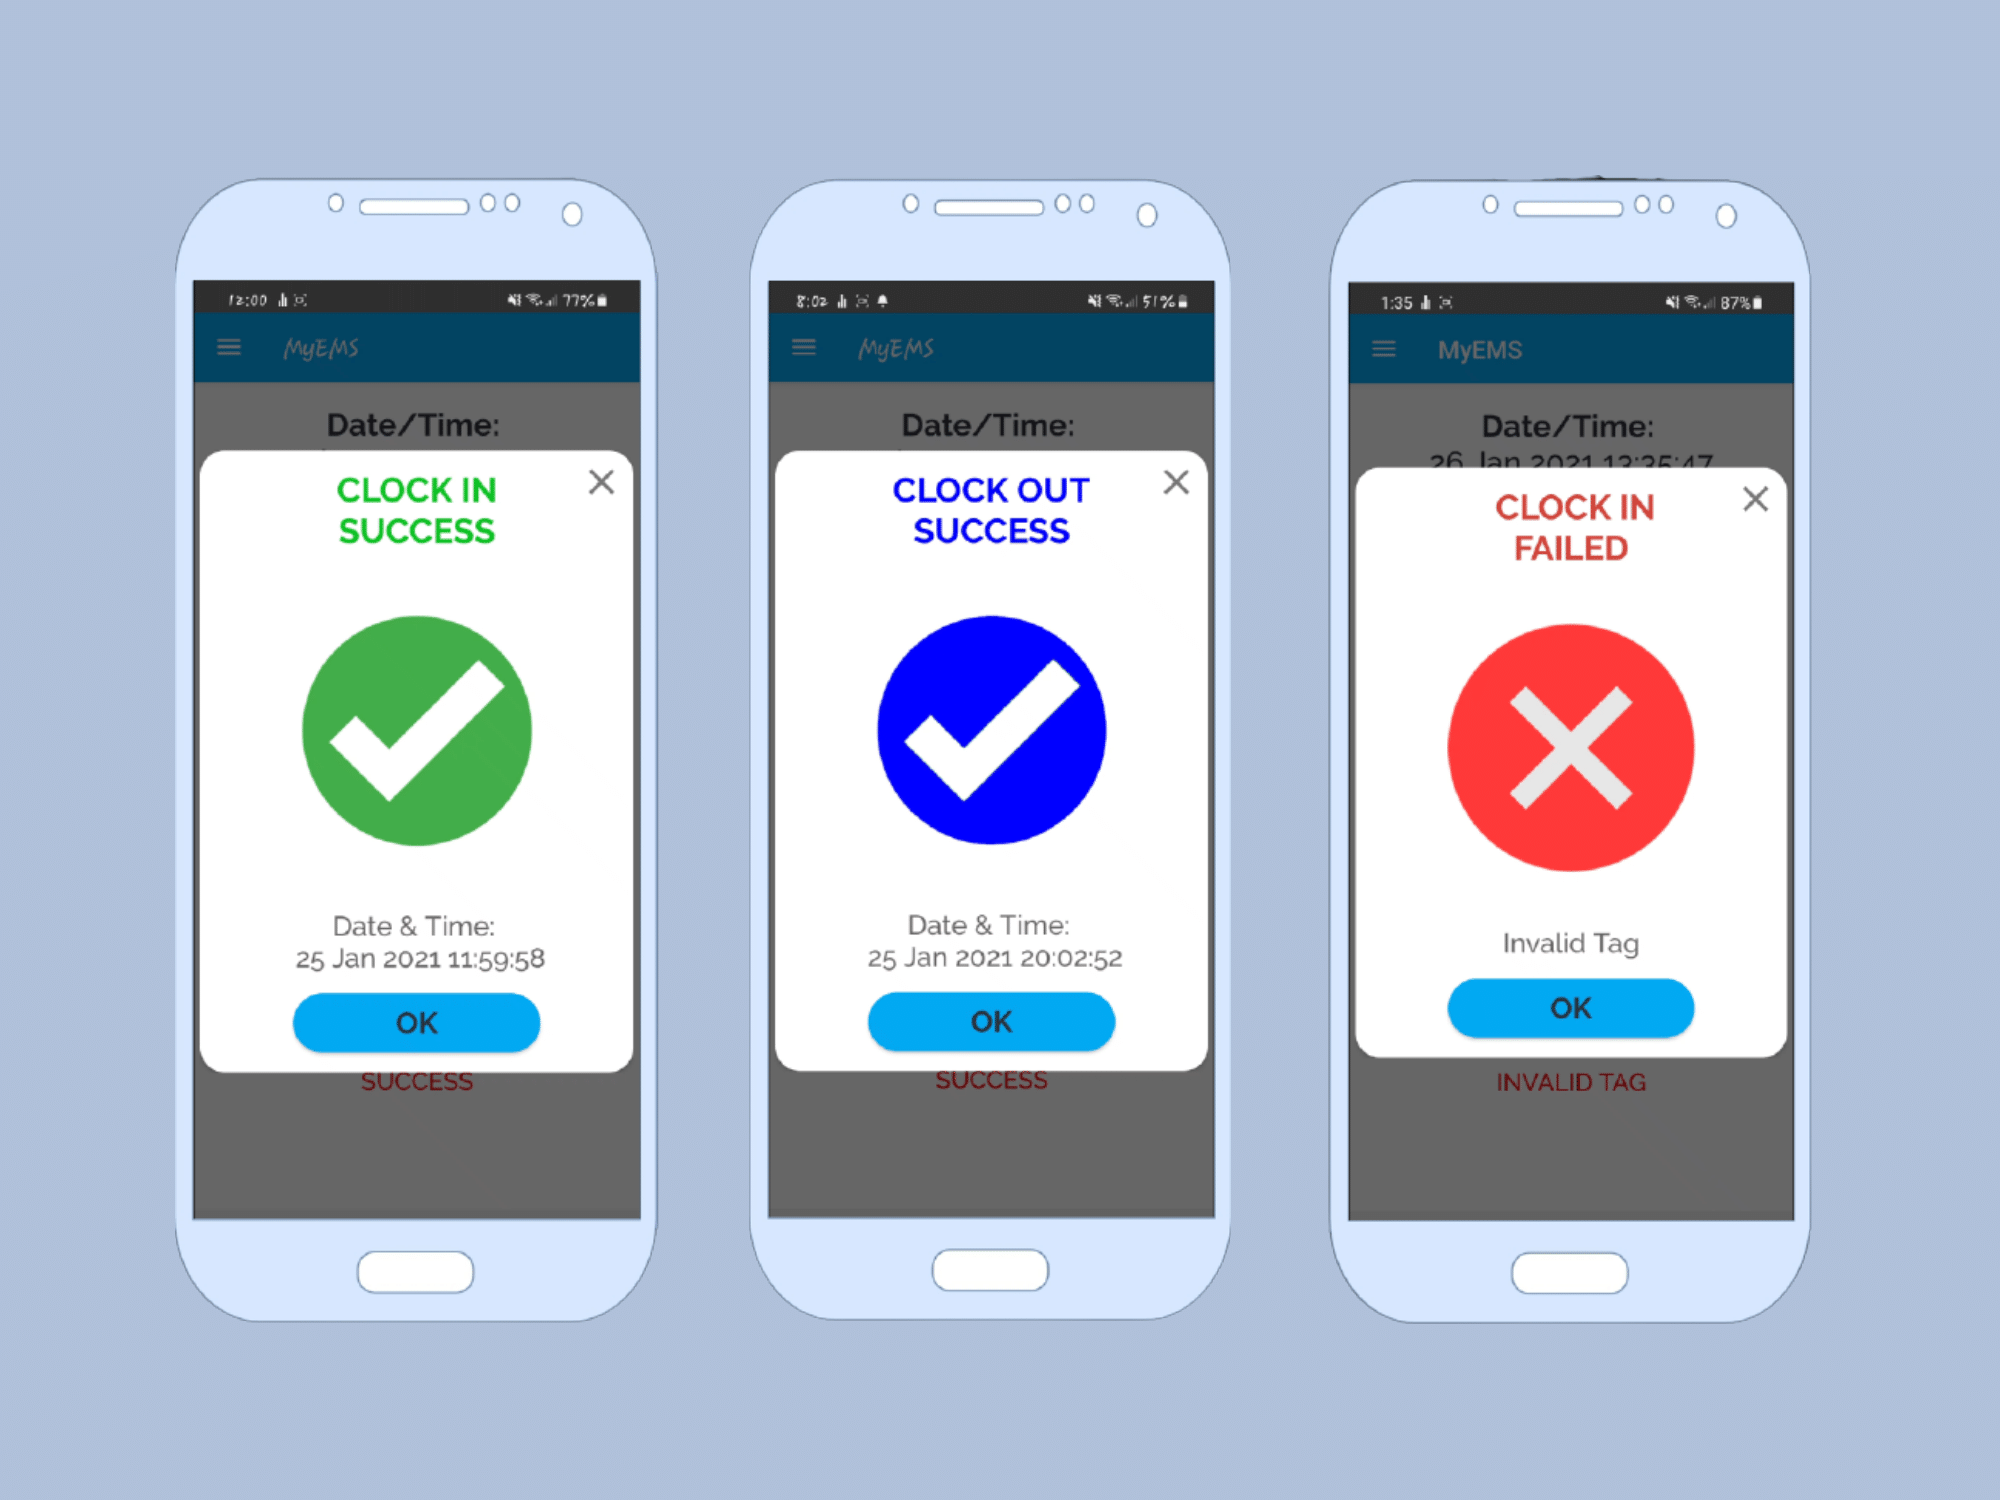 12:00 77%
MyEMS
Date/Time:
CLOCK IN
SUCCESS
Date & Time:
25 Jan 2021 11:59:58
OK
SUCCESS
8:02 51%
MyEMS
Date/Time:
CLOCK OUT
SUCCESS
Date & Time:
25 Jan 2021 20:02:52
OK
SUCCESS
1:35 87%
MyEMS
Date/Time:
26 Jan 2021 13:35:47
CLOCK IN
FAILED
Invalid Tag
OK
INVALID TAG